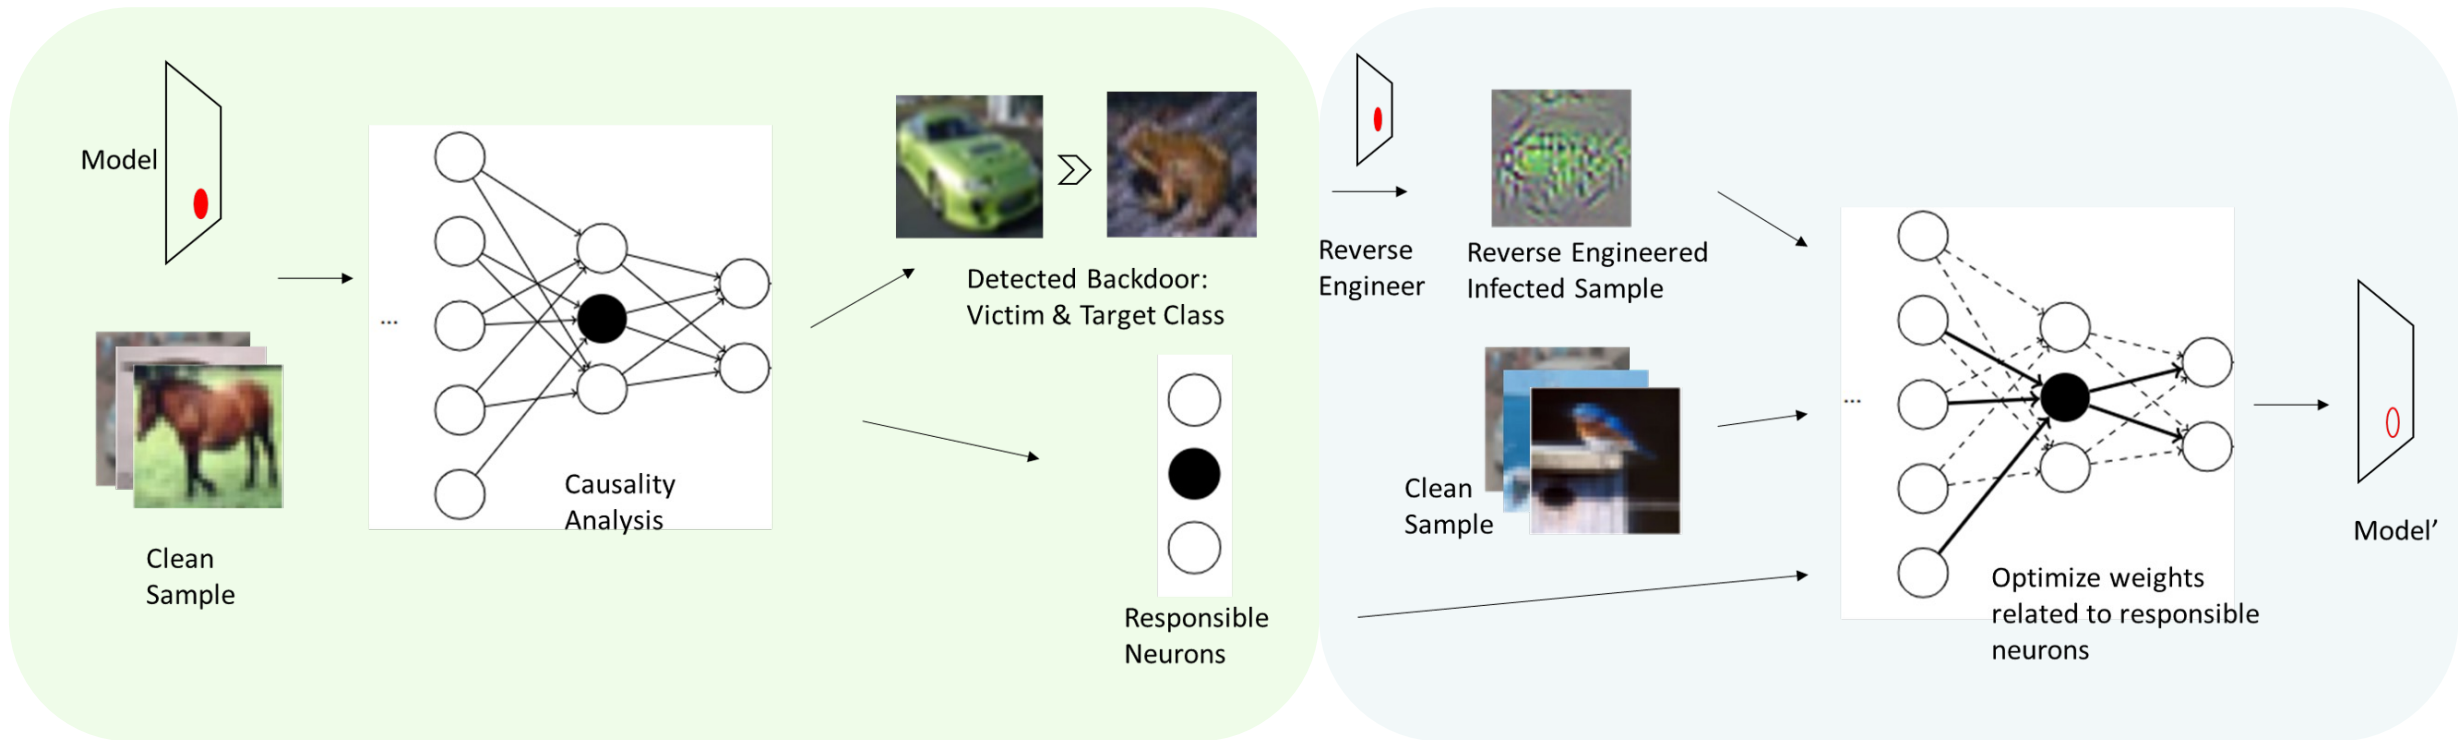 Model
Clean
Sample
...
Causality
Analysis
Detected Backdoor:
Victim & Target Class
Responsible
Neurons
Reverse
Engineer
Reverse Engineered
Infected Sample
Clean
Sample
...
Optimize weights
related to responsible
neurons
Model’